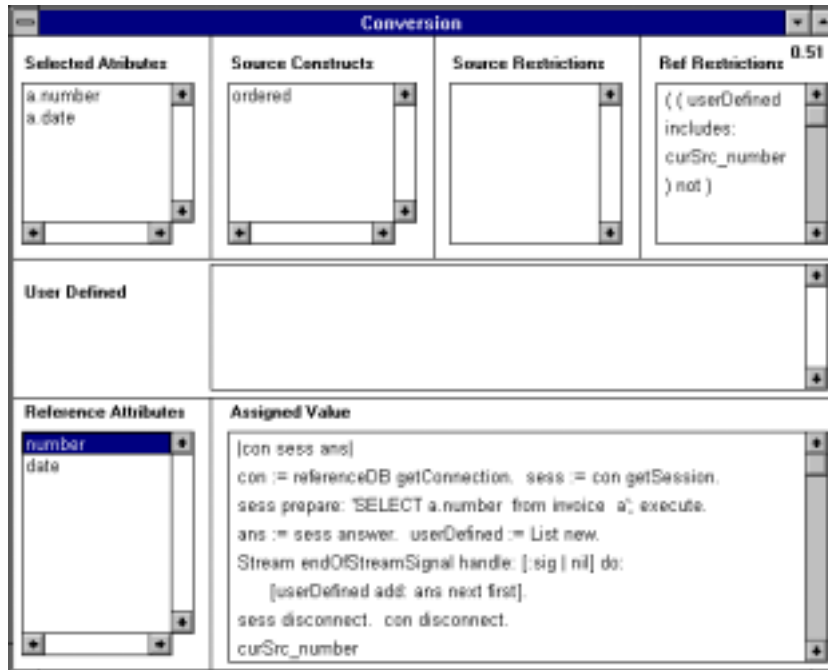 Conversion
Selected Atributes
Source Constructs
Source Restrictions
Ref Restrictions
0.51
a.number
a.date
ordered
( ( userDefined
includes:
curSrc_number
) not )
User Defined
Reference Attributes
Assigned Value
number
date
|con sess ans|
con := referenceDB getConnection. sess := con getSession.
sess prepare: 'SELECT a.number from invoice a'; execute.
ans := sess answer. userDefined := List new.
Stream endOfStreamSignal handle: [:sig | nil] do:
[userDefined add: ans next first].
sess disconnect. con disconnect.
curSrc_number